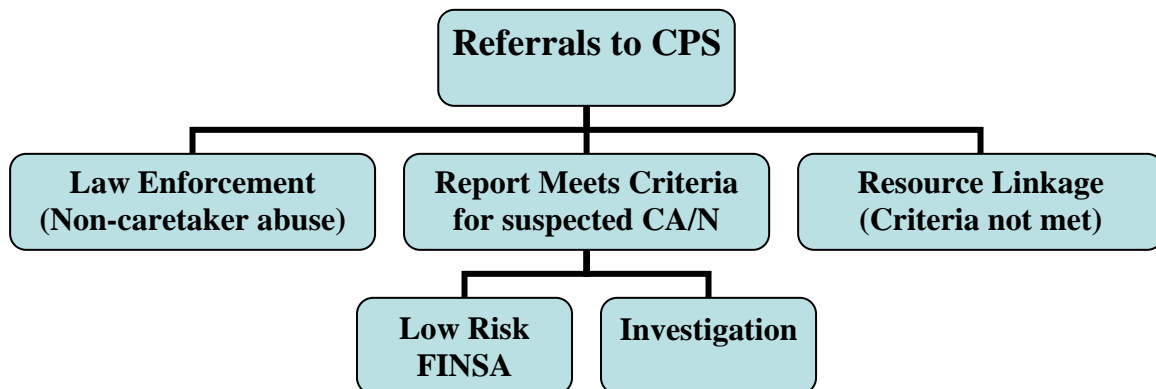 Referrals to CPS
Law Enforcement
(Non-caretaker abuse)
Report Meets Criteria
for suspected CA/N
Resource Linkage
(Criteria not met)
Low Risk
FINSA
Investigation